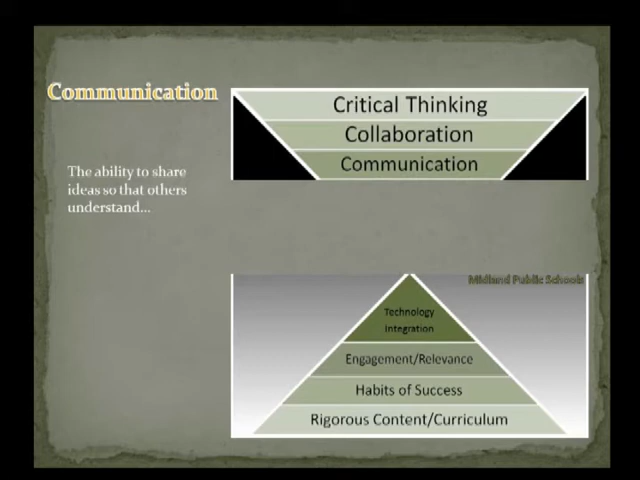 Communication
The ability to share
ideas so that others
understand...
Critical Thinking
Collaboration
Communication
Midland Public Schools
Technology
Integration
Engagement/Relevance
Habits of Success
Rigorous Content/Curriculum